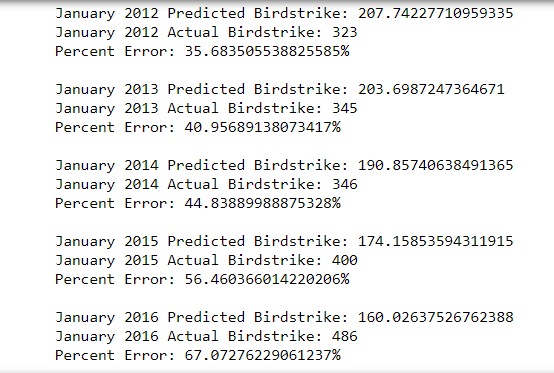 January 2012 Predicted Birdstrike: 207.74227710959335
January 2012 Actual Birdstrike: 323
Percent Error: 35.683505538825585%
January 2013 Predicted Birdstrike: 203.6987247364671
January 2013 Actual Birdstrike: 345
Percent Error: 40.95689138073417%
January 2014 Predicted Birdstrike: 190.85740638491365
January 2014 Actual Birdstrike: 346
Percent Error: 44.83889988875328%
January 2015 Predicted Birdstrike: 174.15853594311915
January 2015 Actual Birdstrike: 400
Percent Error: 56.460366014220206%
January 2016 Predicted Birdstrike: 160.02637526762388
January 2016 Actual Birdstrike: 486
Percent Error: 67.07276229061237%